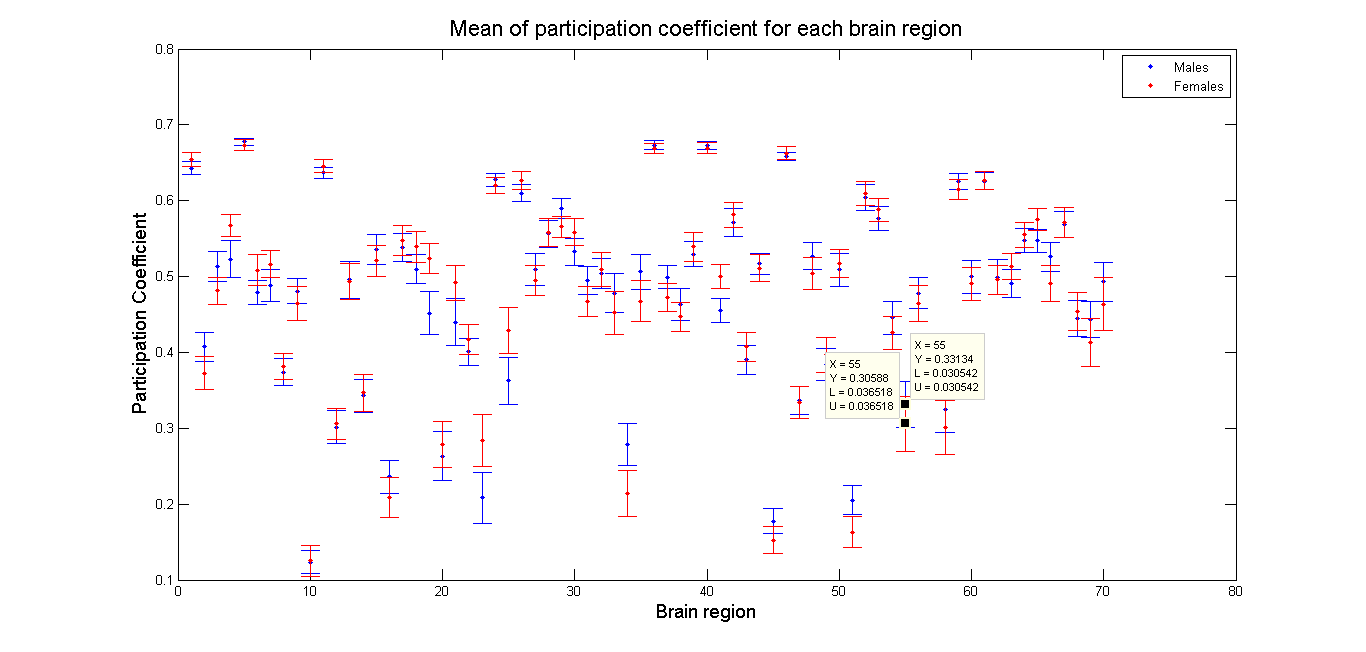 Mean of participation coefficient for each brain region
0.8
0.7
0.6
0.5
0.4
0.3
0.2
0.1
Participation Coefficient
0
10
20
30
40
50
60
70
80
Brain region
Males
Females
X = 55
Y = 0.30588
L = 0.036518
U = 0.036518
X = 55
Y = 0.33134
L = 0.030542
U = 0.030542